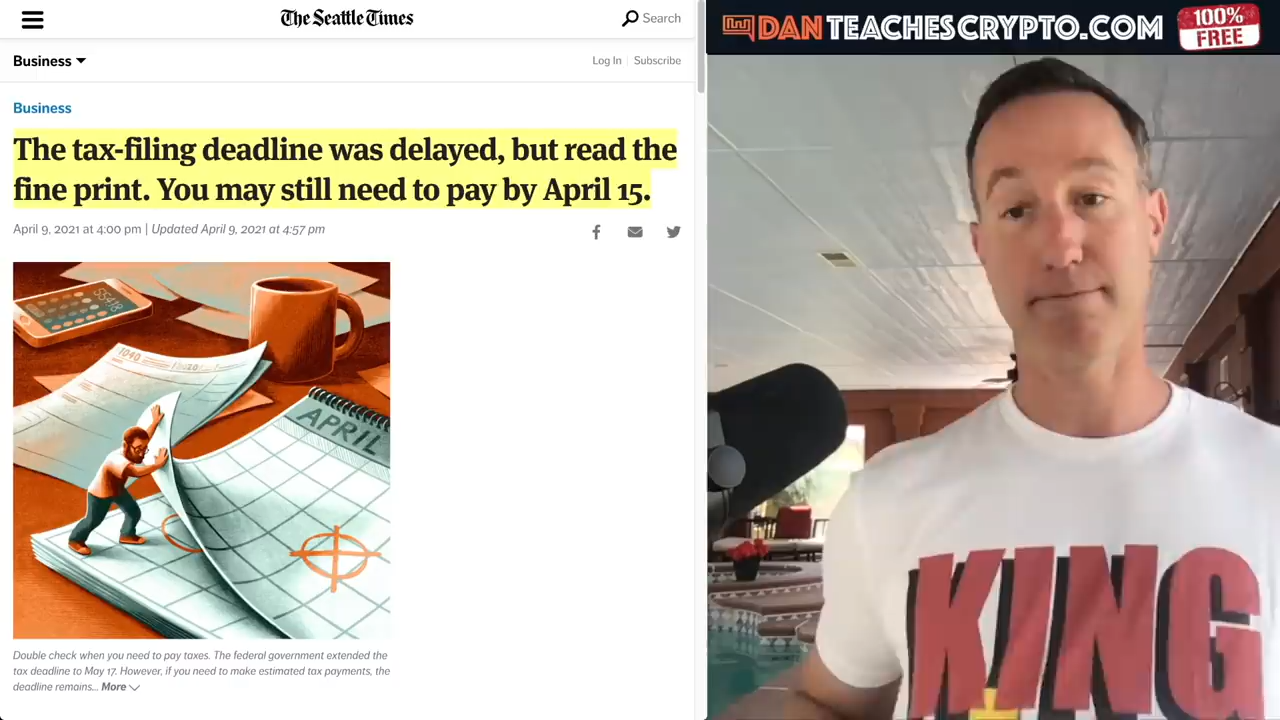 The Seattle Times
Search
Business
Log In | Subscribe
Business
The tax-filing deadline was delayed, but read the
fine print. You may still need to pay by April 15.
April 9, 2021 at 4:00 pm | Updated April 9, 2021 at 4:57 pm
1040
APRIL
Double check when you need to pay taxes. The federal government extended the
tax deadline to May 17. However, if you need to make estimated tax payments, the
deadline remains... More
DANTEACHESCRYPTO.COM
100%
FREE
KING